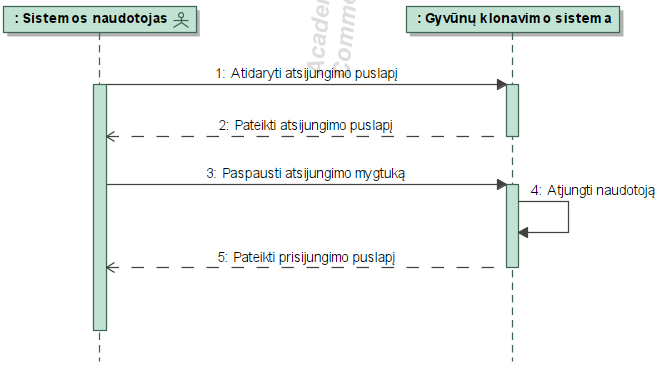 : Sistemos naudotojas
: Gyvūnų klonavimo sistema
1: Atidaryti atsijungimo puslapį
2: Pateikti atsijungimo puslapį
3: Paspausti atsijungimo mygtuką
4: Atjungti naudotoją
5: Pateikti prisijungimo puslapį